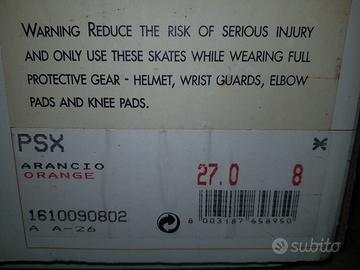 WARNING REDUCE THE RISK OF SERIOUS INJURY
AND ONLY USE THESE SKATES WHILE WEARING FULL
PROTECTIVE GEAR - HELMET, WRIST GUARDS, ELBOW
PADS AND KNEE PADS.
PSX
ARANCIO
ORANGE
27.0 8
1610090802
A A-26
8 003187 658950
subito